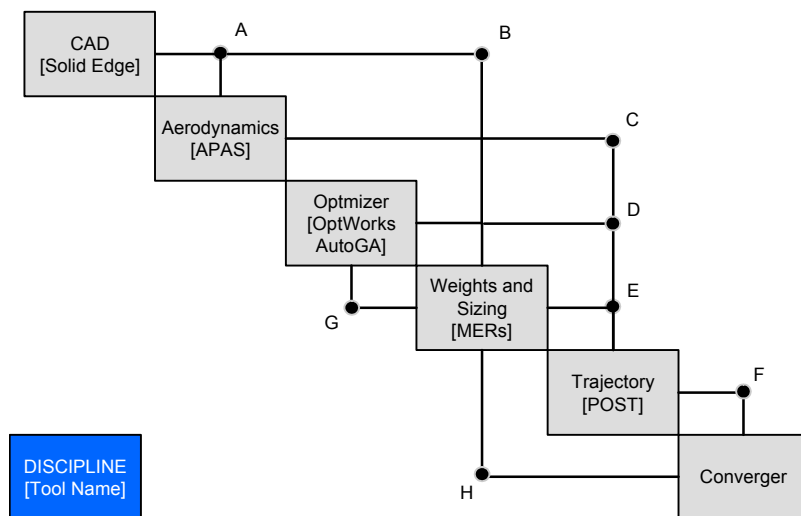 A
B
CAD
[Solid Edge]
C
Aerodynamics
[APAS]
D
Optmizer
[OptWorks
AutoGA]
E
Weights and
Sizing
[MERs]
G
F
Trajectory
[POST]
DISCIPLINE
[Tool Name]
H
Converger